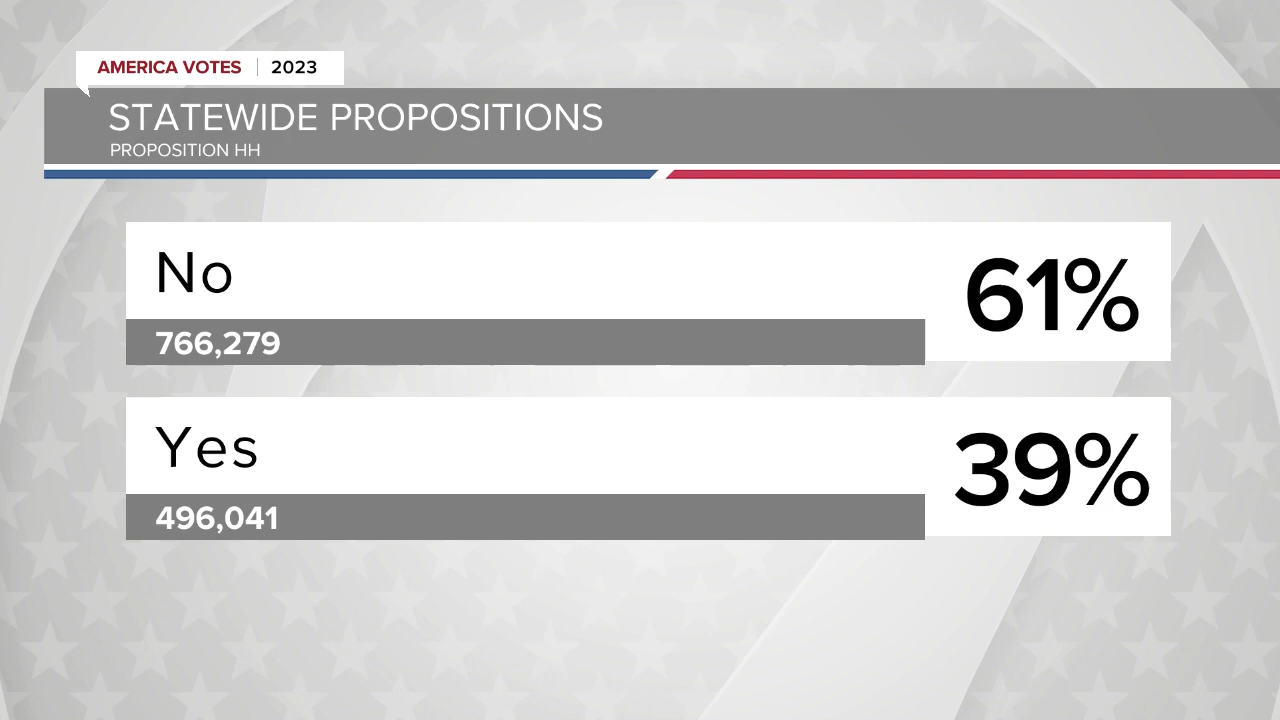 AMERICA VOTES | 2023
STATEWIDE PROPOSITIONS
PROPOSITION HH
No
61%
766,279
Yes
39%
496,041